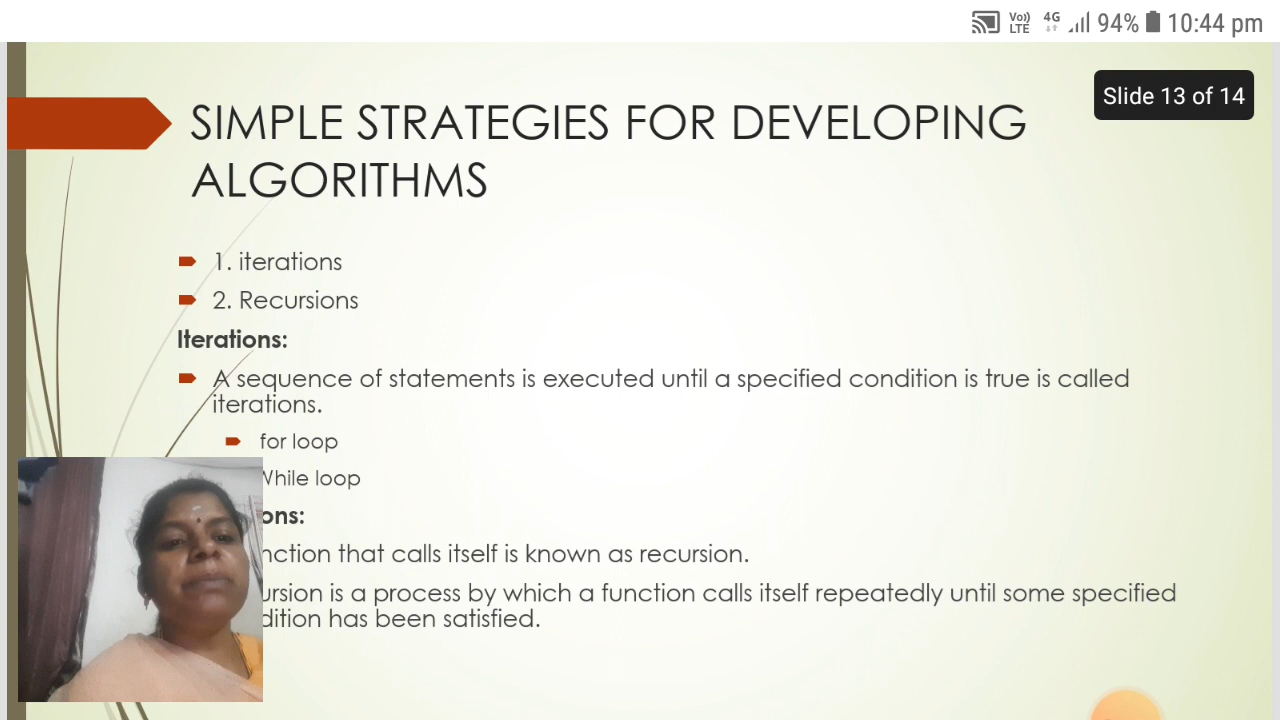 Vo)) LTE 4G 94% 10:44 pm
Slide 13 of 14
SIMPLE STRATEGIES FOR DEVELOPING
ALGORITHMS
1. iterations
2. Recursions
Iterations:
A sequence of statements is executed until a specified condition is true is called
iterations.
for loop
While loop
ons:
nction that calls itself is known as recursion.
ursion is a process by which a function calls itself repeatedly until some specified
dition has been satisfied.